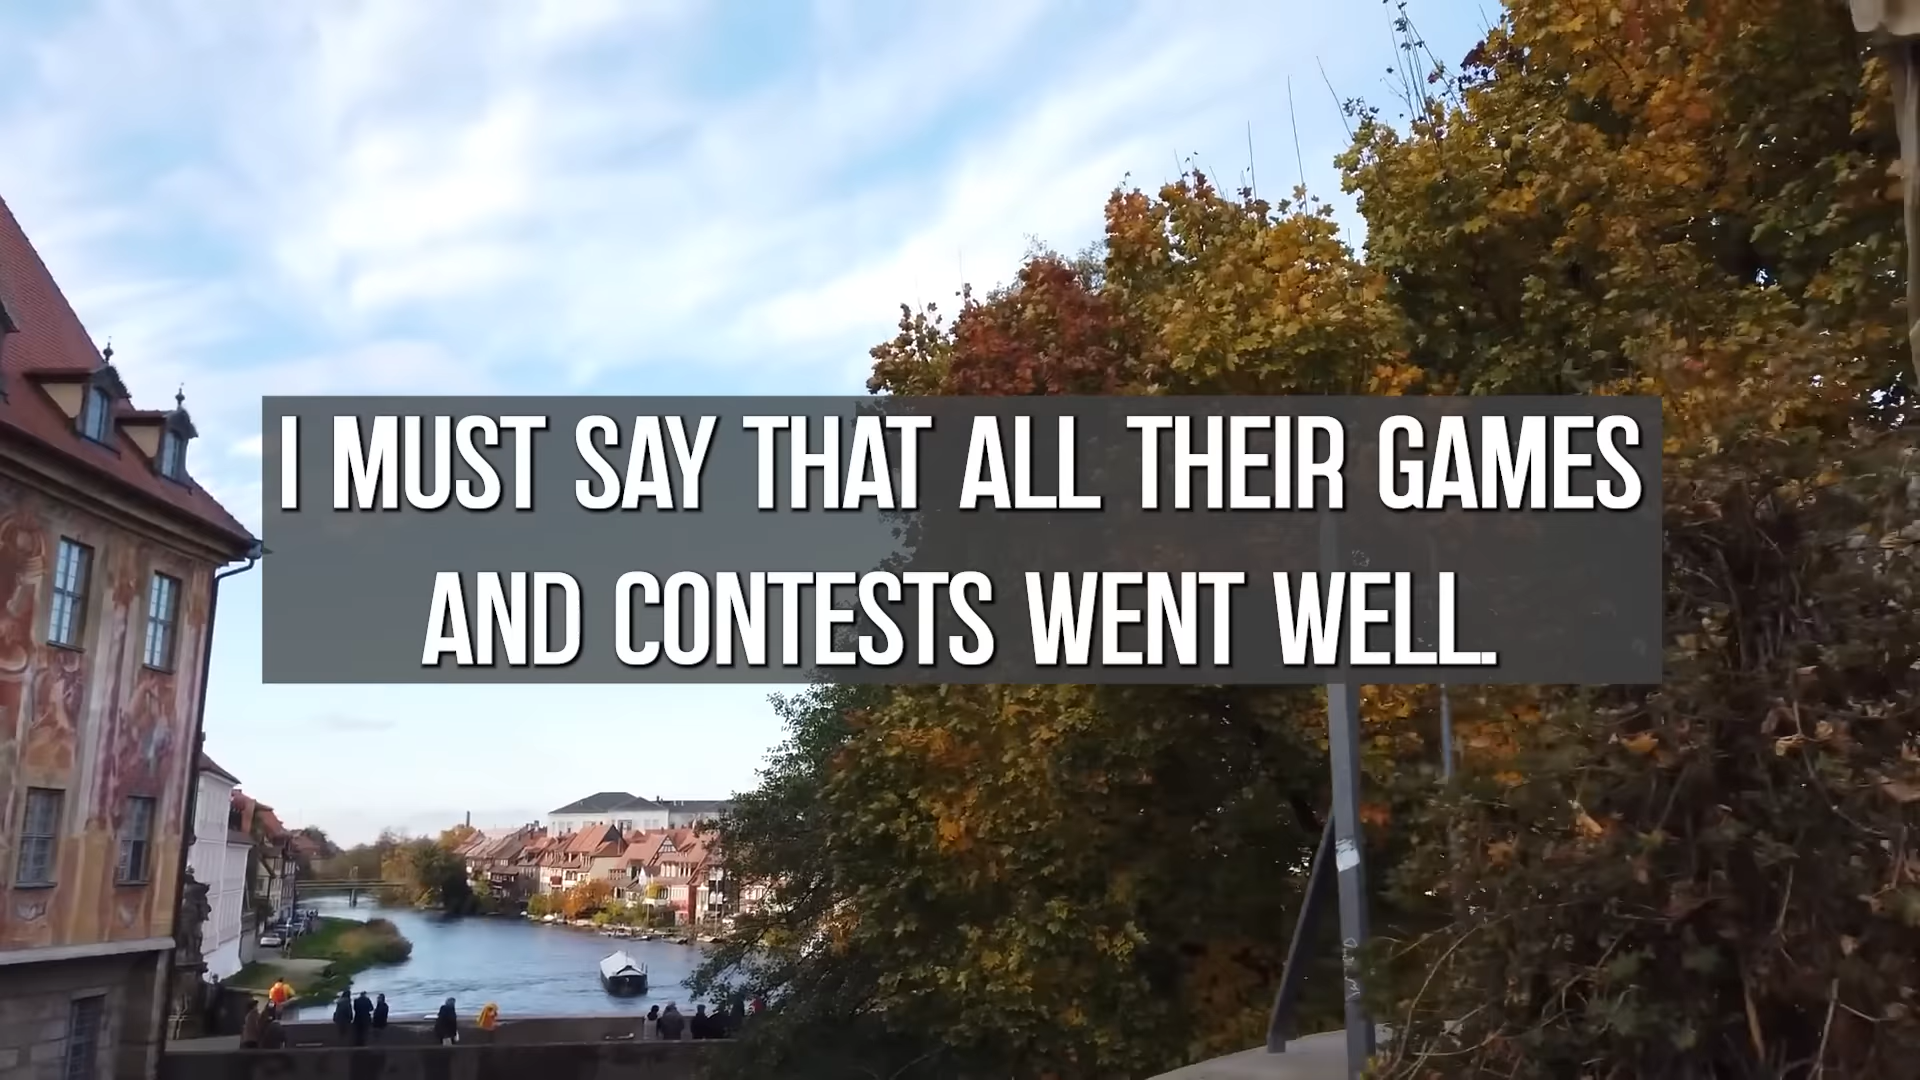 I MUST SAY THAT ALL THEIR GAMES
AND CONTESTS WENT WELL.